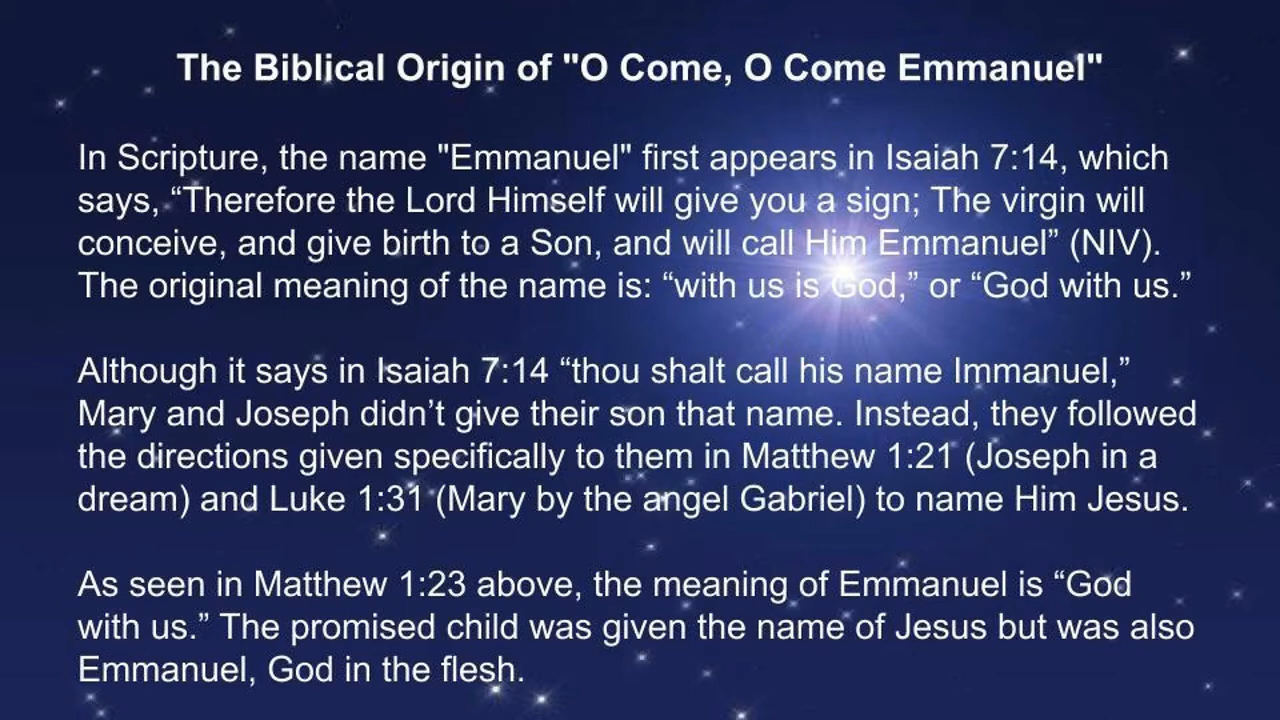 The Biblical Origin of "O Come, O Come Emmanuel"
In Scripture, the name "Emmanuel" first appears in Isaiah 7:14, which
says, “Therefore the Lord Himself will give you a sign; The virgin will
conceive, and give birth to a Son, and will call Him Emmanuel” (NIV).
The original meaning of the name is: “with us is God,” or “God with us.”
Although it says in Isaiah 7:14 “thou shalt call his name Immanuel,”
Mary and Joseph didn’t give their son that name. Instead, they followed
the directions given specifically to them in Matthew 1:21 (Joseph in a
dream) and Luke 1:31 (Mary by the angel Gabriel) to name Him Jesus.
As seen in Matthew 1:23 above, the meaning of Emmanuel is “God
with us.” The promised child was given the name of Jesus but was also
Emmanuel, God in the flesh.